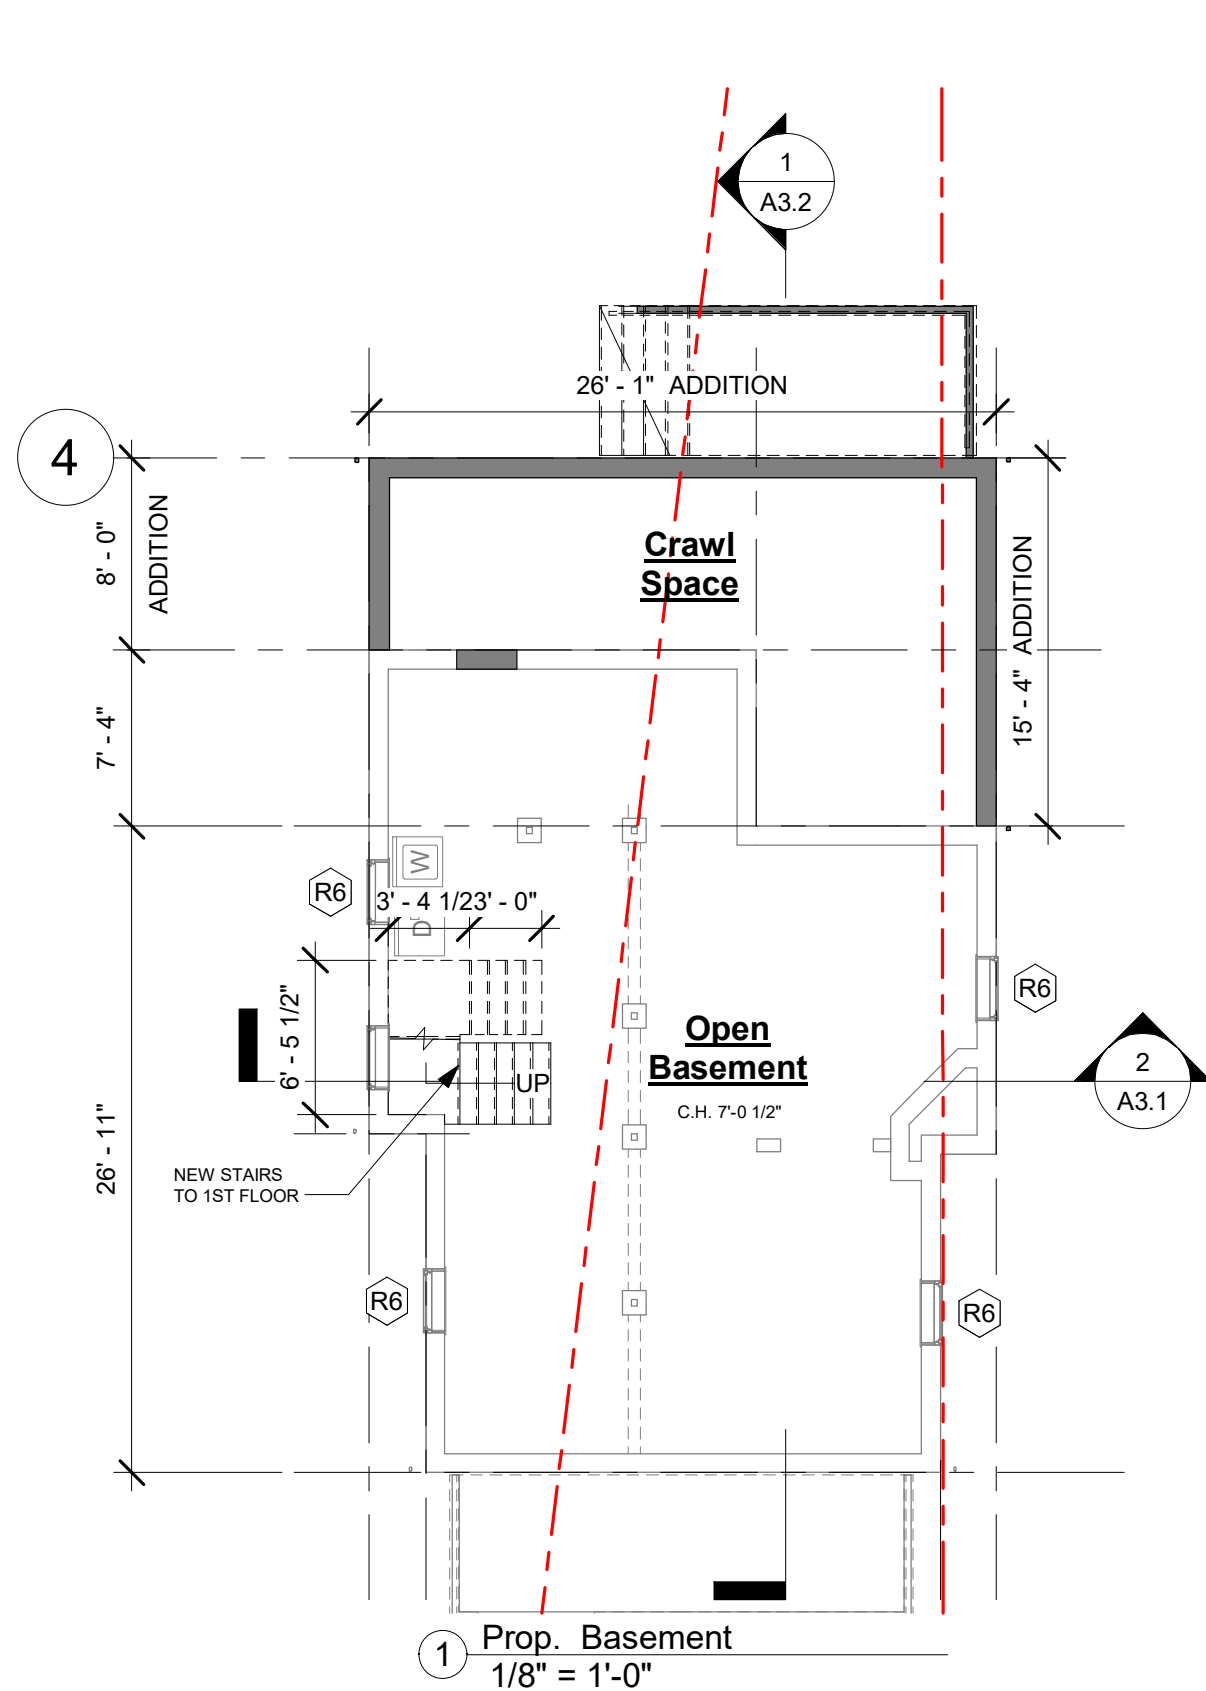 1
A3.2
26' - 1"  ADDITION
4
8' - 0"
ADDITION
Crawl
Space
15' - 4"  ADDITION
7' - 4"
W
R6
3' - 4 1/23' - 0"
D
6' - 5 1/2"
R6
Open
Basement
C.H. 7'-0 1/2"
UP
2
A3.1
26' - 11"
NEW STAIRS
TO 1ST FLOOR
R6
R6
1
Prop.  Basement
1/8" = 1'-0"